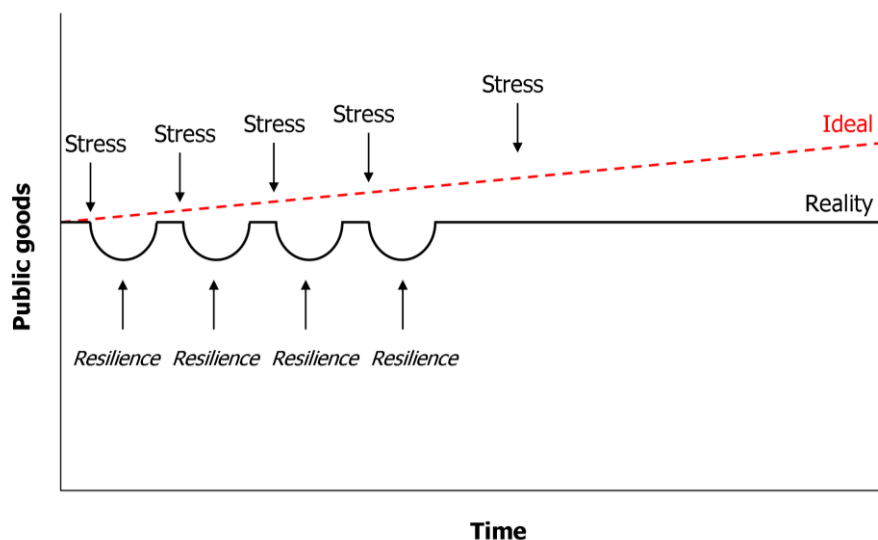 Stress
Stress
Stress
Stress
Stress
Ideal
Reality
Public goods
Resilience
Resilience
Resilience
Resilience
Time